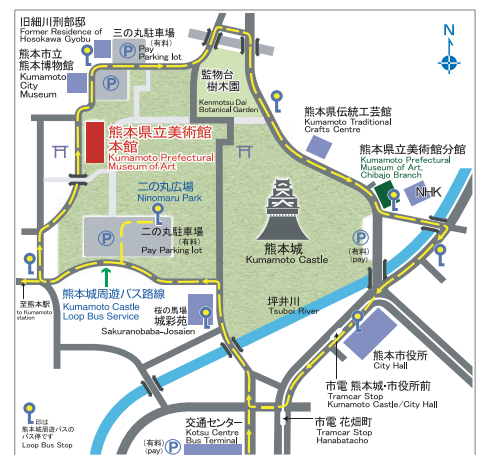 旧細川刑部邸
Former Residence of
Hosokawa Gyobu
三の丸駐車場
(有料)
Pay
Parking lot
P
N
熊本市立
熊本博物館
Kumamoto
City
Museum
監物台
樹木園
Kenmotsu Dai
Botanical Garden
熊本県伝統工芸館
Kumamoto Traditional
Crafts Centre
熊本県立美術館
本館
Kumamoto Prefectural
Museum of Art
熊本県立美術館分館
Kumamoto Prefectural
Museum of Art,
Chibajo Branch
NHK
二の丸広場
Ninomaru Park
P
二の丸駐車場
(有料)
Pay Parking lot
熊本城
Kumamoto Castle
P
(有料)
(pay)
至熊本駅
to Kumamoto
station
熊本城周遊バス路線
Kumamoto Castle
Loop Bus Service
桜の馬場
城彩苑
Sakuranobaba-Josaien
坪井川
Tsuboi River
熊本市役所
City Hall
市電 熊本城・市役所前
Tramcar Stop
Kumamoto Castle/City Hall
市電 花畑町
Tramcar Stop
Hanabatacho
交通センター
Kotsu Centre
Bus Terminal
(有料)
(pay)
P
印は
熊本城周遊バスの
バス停です
Loop Bus Stop